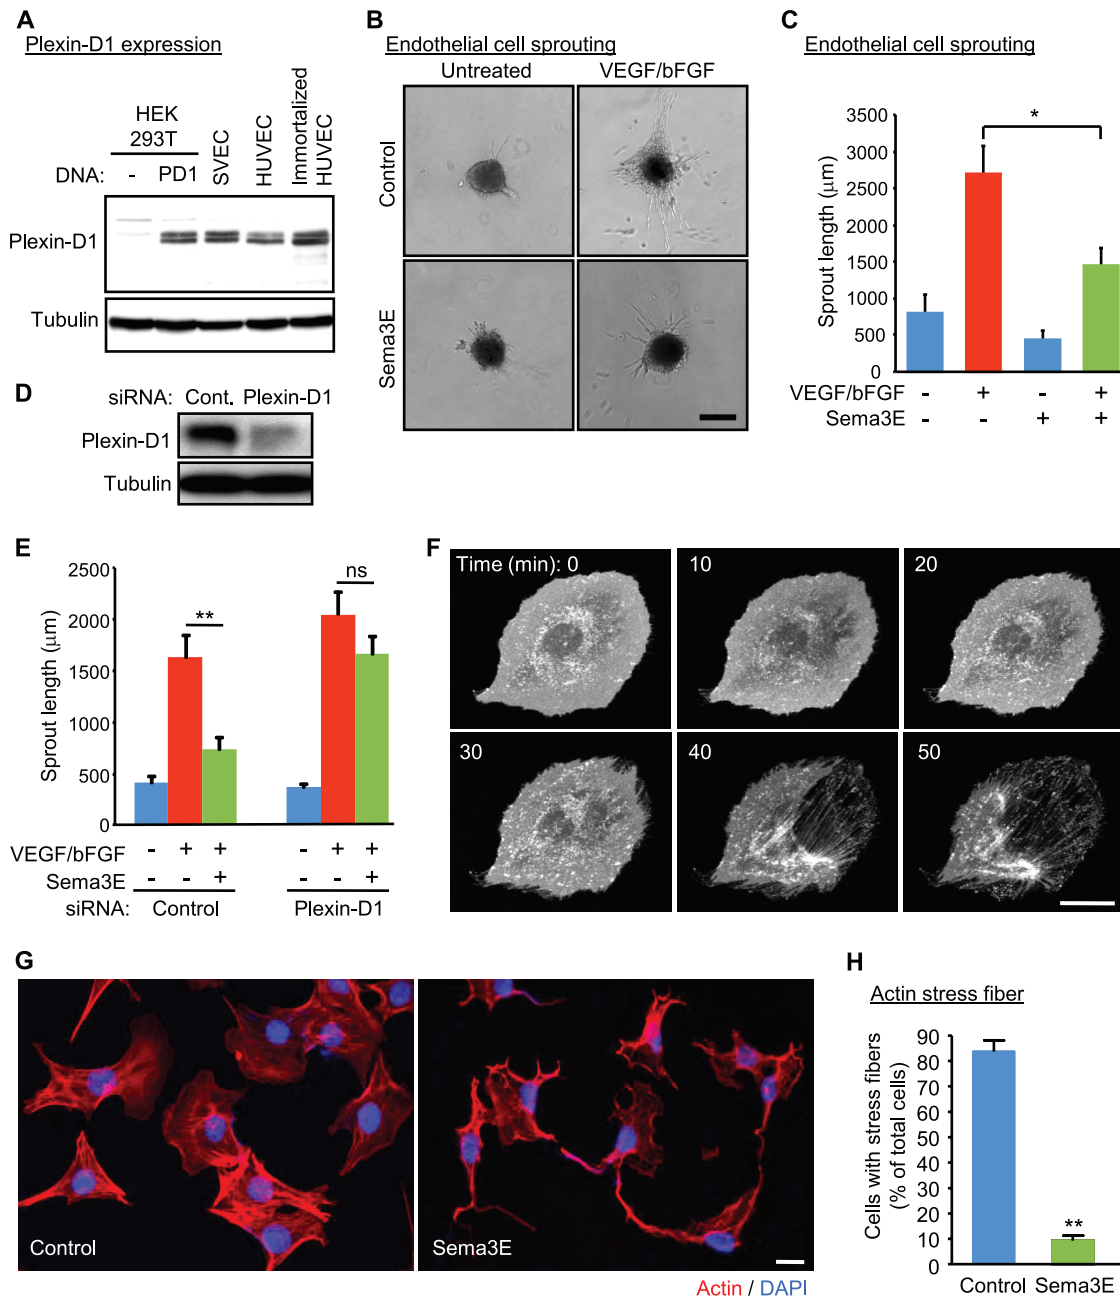 A
Plexin-D1 expression
HEK
293T
DNA:
-
PD1
SVEC
HUVEC
Immortalized
HUVEC
Plexin-D1
Tubulin
B
Endothelial cell sprouting
Untreated
VEGF/bFGF
Control
Sema3E
C
Endothelial cell sprouting
*
Sprout length (μm)
3500
3000
2500
2000
1500
1000
500
0
VEGF/bFGF - + - +
Sema3E - - + +
D
siRNA: Cont. Plexin-D1
Plexin-D1
Tubulin
E
Sprout length (μm)
2500
2000
1500
1000
500
0
**
ns
VEGF/bFGF - + + - + +
Sema3E - - + - - +
siRNA: Control Plexin-D1
F
Time (min): 0
10
20
30
40
50
G
Control
Sema3E
Actin / DAPI
H
Actin stress fiber
Cells with stress fibers
(% of total cells)
90
80
70
60
50
40
30
20
10
0
**
Control Sema3E